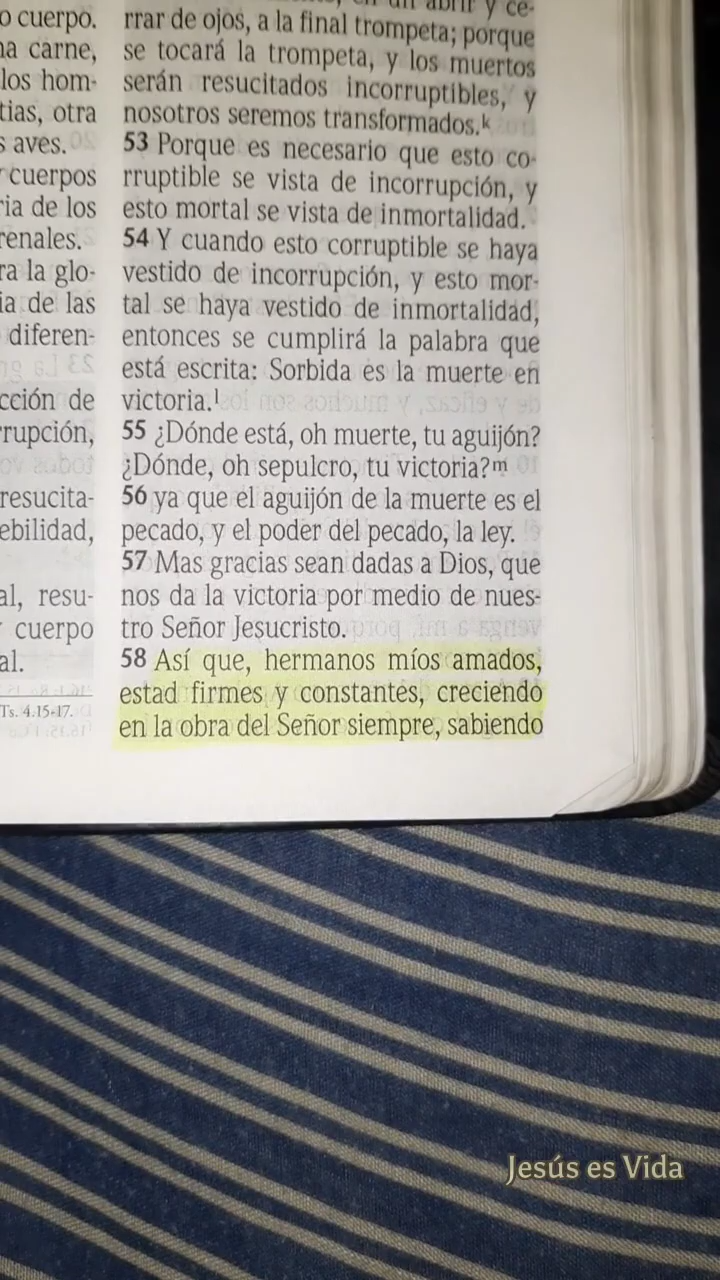 o cuerpo.
na carne,
los hom-
tias, otra
s aves.
cuerpos
ria de los
renales.
ra la glo-
ia de las
diferen-
cción de
rrupción,
resucita-
ebilidad,
al, resu-
cuerpo
al.
Ts. 4.15-17.
en un abrir y ce-
rrar de ojos, a la final trompeta; porque
se tocará la trompeta, y los muertos
serán resucitados incorruptibles, y
nosotros seremos transformados.k
53 Porque es necesario que esto co-
rruptible se vista de incorrupción, y
esto mortal se vista de inmortalidad.
54 Y cuando esto corruptible se haya
vestido de incorrupción, y esto mor-
tal se haya vestido de inmortalidad,
entonces se cumplirá la palabra que
está escrita: Sorbida es la muerte en
victoria.l
55 ¿Dónde está, oh muerte, tu aguijón?
¿Dónde, oh sepulcro, tu victoria?m
56 ya que el aguijón de la muerte es el
pecado, y el poder del pecado, la ley.
57 Mas gracias sean dadas a Dios, que
nos da la victoria por medio de nues-
tro Señor Jesucristo.
58 Así que, hermanos míos amados,
estad firmes y constantes, creciendo
en la obra del Señor siempre, sabiendo
Jesús es Vida